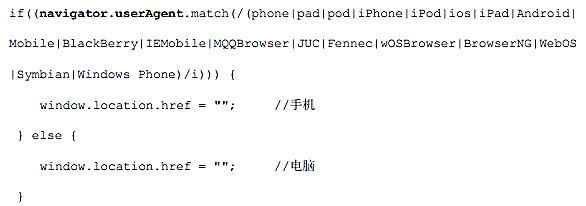 if((navigator.userAgent.match(/(phone|pad|pod|iPhone|iPod|ios|iPad|Android|
Mobile|BlackBerry|IEMobile|MQQBrowser|JUC|Fennec|wOSBrowser|BrowserNG|WebOS
|Symbian|Windows Phone)/i))) {
window.location.href = ""; //手机
} else {
window.location.href = ""; //电脑
}